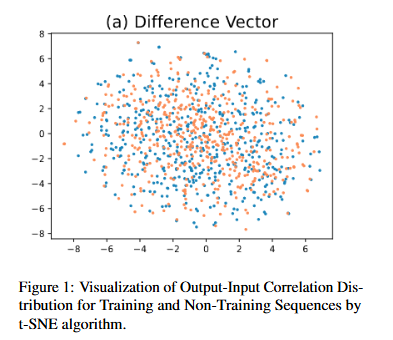 (a) Difference Vector
8
6
4
2
0
−2
−4
−6
−8
−8 −6 −4 −2 0 2 4 6
Figure 1: Visualization of Output-Input Correlation Dis-
tribution for Training and Non-Training Sequences by
t-SNE algorithm.